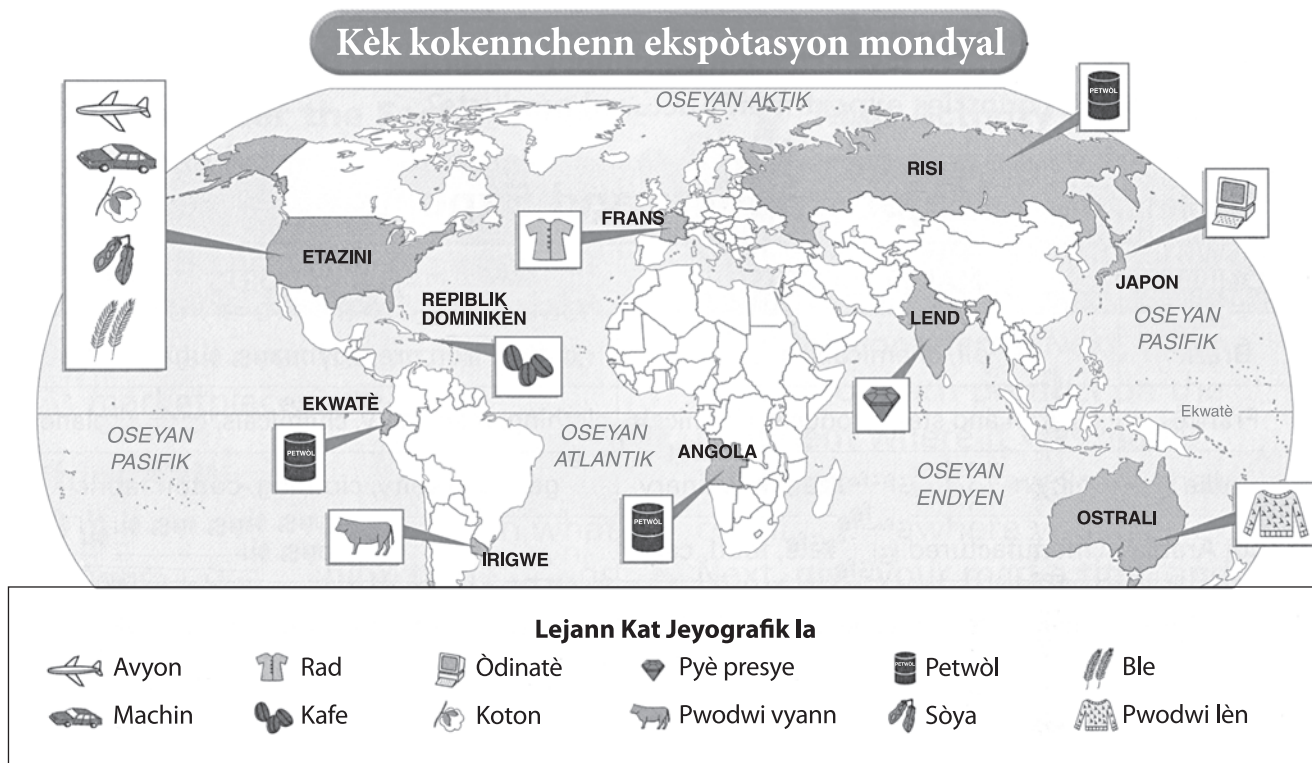 Kèk kokennchenn ekspòtasyon mondyal
OSEYAN AKTIK
PETWÒL
RISI
FRANS
ETAZINI
JAPON
REPIBLIK
DOMINIKÈN
LEND
OSEYAN
PASIFIK
EKWATÈ
Ekwatè
OSEYAN
PASIFIK
PETWÒL
OSEYAN
ATLANTIK
ANGOLA
OSEYAN
ENDYEN
PETWÒL
OSTRALI
IRIGWE
Lejann Kat Jeyografik la
Avyon
Rad
Òdinatè
Pyè presye
PETWÒL
Petwòl
Ble
Machin
Kafe
Koton
Pwodwi vyann
Sòya
Pwodwi lèn